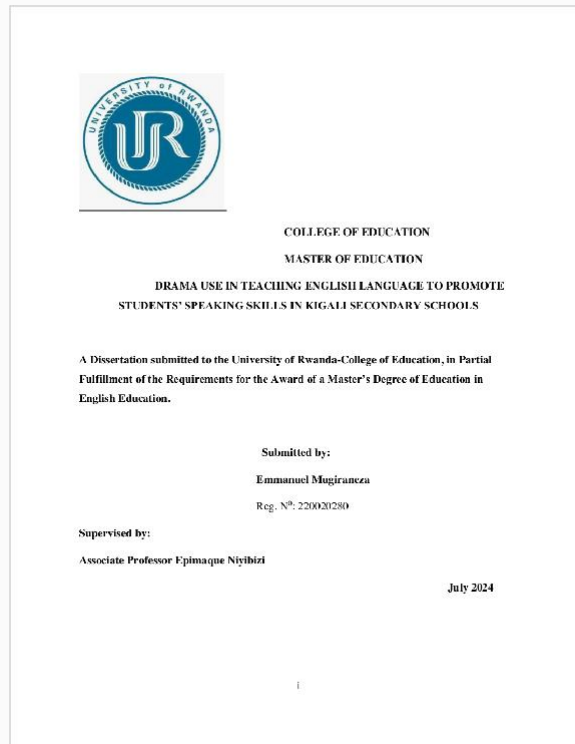 UNIVERSITY of RWANDA
UR
COLLEGE OF EDUCATION
MASTER OF EDUCATION
DRAMA USE IN TEACHING ENGLISH LANGUAGE TO PROMOTE
STUDENTS' SPEAKING SKILLS IN KIGALI SECONDARY SCHOOLS
A Dissertation submitted to the University of Rwanda-College of Education, in Partial
Fulfillment of the Requirements for the Award of a Master's Degree of Education in
English Education.
Submitted by:
Emmanuel Mugiraneza
Reg. Nº: 220020280
Supervised by:
Associate Professor Epimaque Niyibizi
July 2024
i